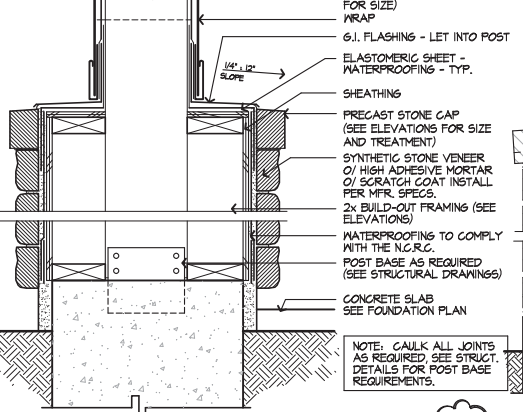 FOR SIZE)
WRAP
G.I. FLASHING - LET INTO POST
1/4" : 12"
SLOPE
ELASTOMERIC SHEET -
WATERPROOFING - TYP.
SHEATHING
PRECAST STONE CAP
(SEE ELEVATIONS FOR SIZE
AND TREATMENT)
SYNTHETIC STONE VENEER
O/ HIGH ADHESIVE MORTAR
O/ SCRATCH COAT INSTALL
PER MFR. SPECS.
2x BUILD-OUT FRAMING (SEE
ELEVATIONS)
WATERPROOFING TO COMPLY
WITH THE N.C.R.C.
POST BASE AS REQUIRED
(SEE STRUCTURAL DRAWINGS)
CONCRETE SLAB
SEE FOUNDATION PLAN
NOTE: CAULK ALL JOINTS
AS REQUIRED, SEE STRUCT.
DETAILS FOR POST BASE
REQUIREMENTS.